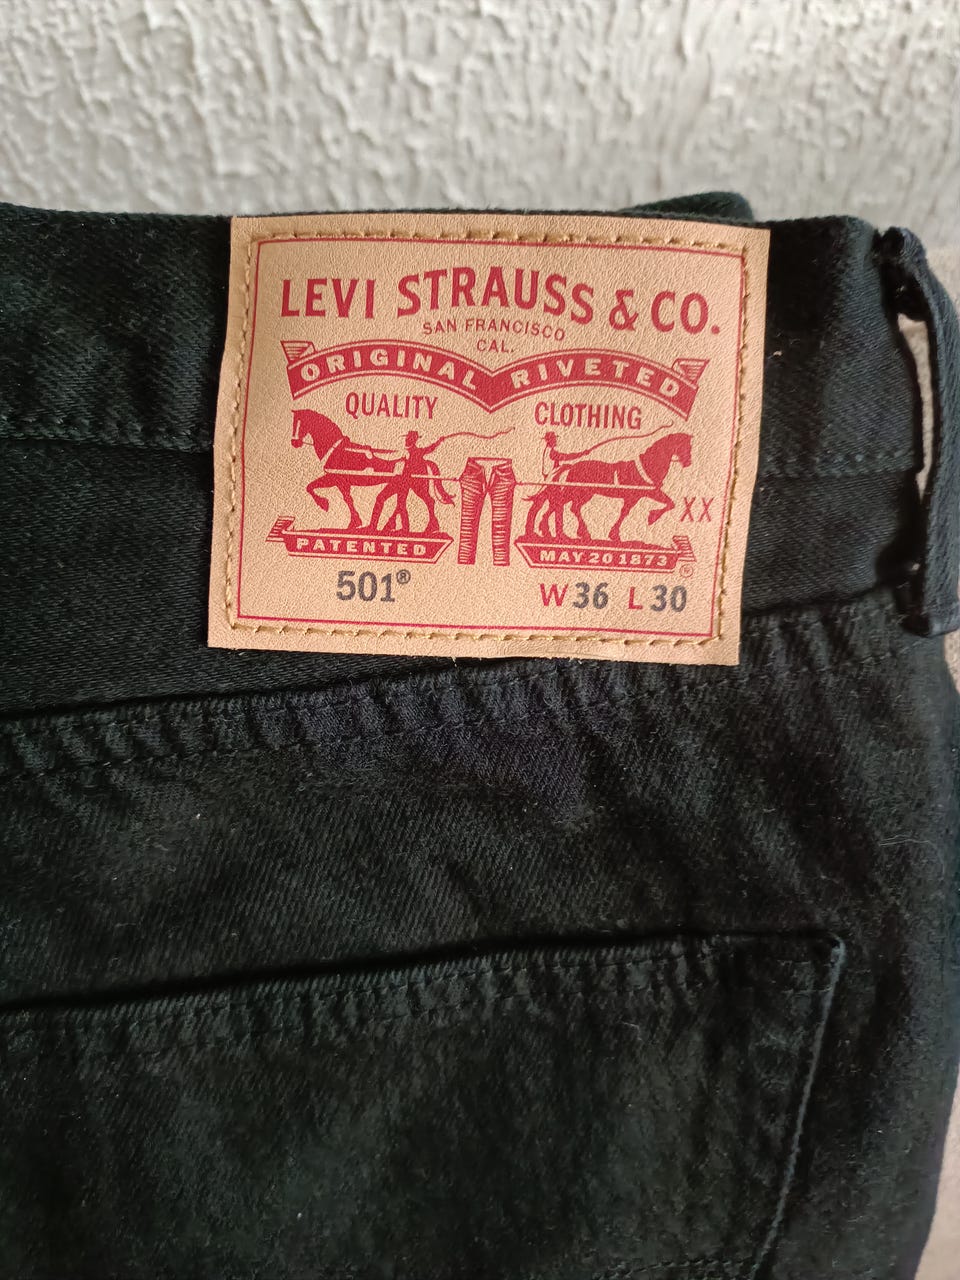 LEVI STRAUSS & CO.
SAN FRANCISCO
CAL.
ORIGINAL RIVETED
QUALITY CLOTHING
XX
PATENTED MAY 20 1873 ®
501® W36 L30